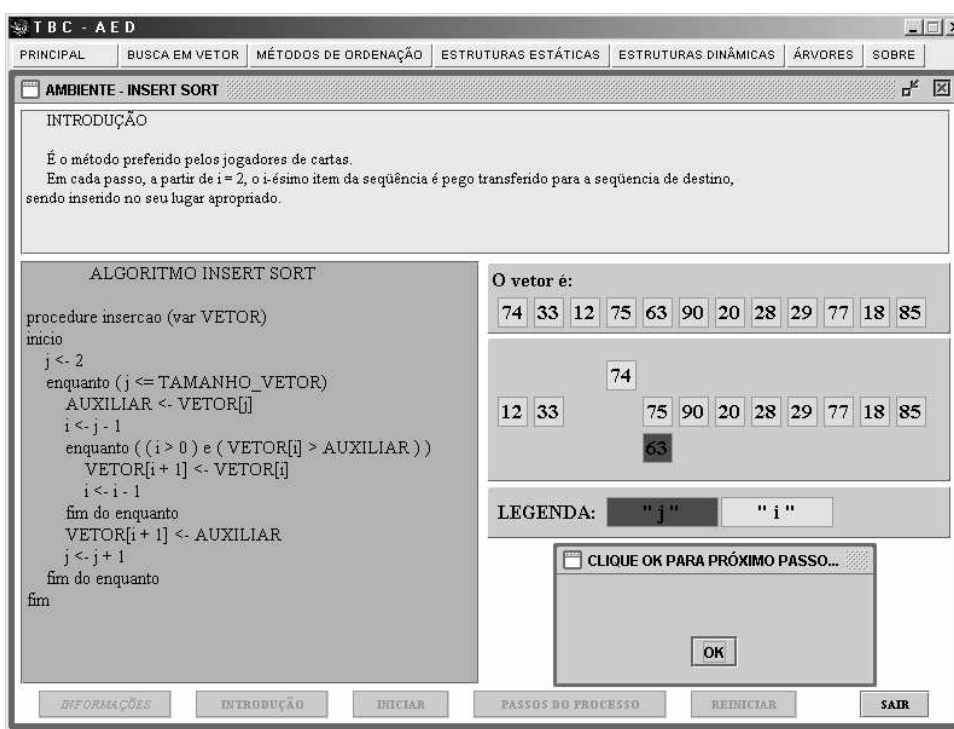 TBC - AED
PRINCIPAL BUSCA EM VETOR MÉTODOS DE ORDENAÇÃO ESTRUTURAS ESTÁTICAS ESTRUTURAS DINÂMICAS ÁRVORES SOBRE
AMBIENTE - INSERT SORT
INTRODUÇÃO
É o método preferido pelos jogadores de cartas.
Em cada passo, a partir de i = 2, o i-ésimo item da seqüência é pego transferido para a seqüencia de destino,
sendo inserido no seu lugar apropriado.
ALGORITMO INSERT SORT
procedure insercao (var VETOR)
inicio
j <- 2
enquanto ( j <= TAMANHO_VETOR)
AUXILIAR <- VETOR[j]
i <- j - 1
enquanto ( ( i > 0 ) e ( VETOR[i] > AUXILIAR ) )
VETOR[i + 1] <- VETOR[i]
i <- i - 1
fim do enquanto
VETOR[i + 1] <- AUXILIAR
j <- j + 1
fim do enquanto
fim
O vetor é:
74 33 12 75 63 90 20 28 29 77 18 85
74
12 33 75 90 20 28 29 77 18 85
63
LEGENDA: "j" "i"
CLIQUE OK PARA PRÓXIMO PASSO...
OK
INFORMAÇÕES INTRODUÇÃO INICIAR PASSOS DO PROCESSO REINICIAR SAIR